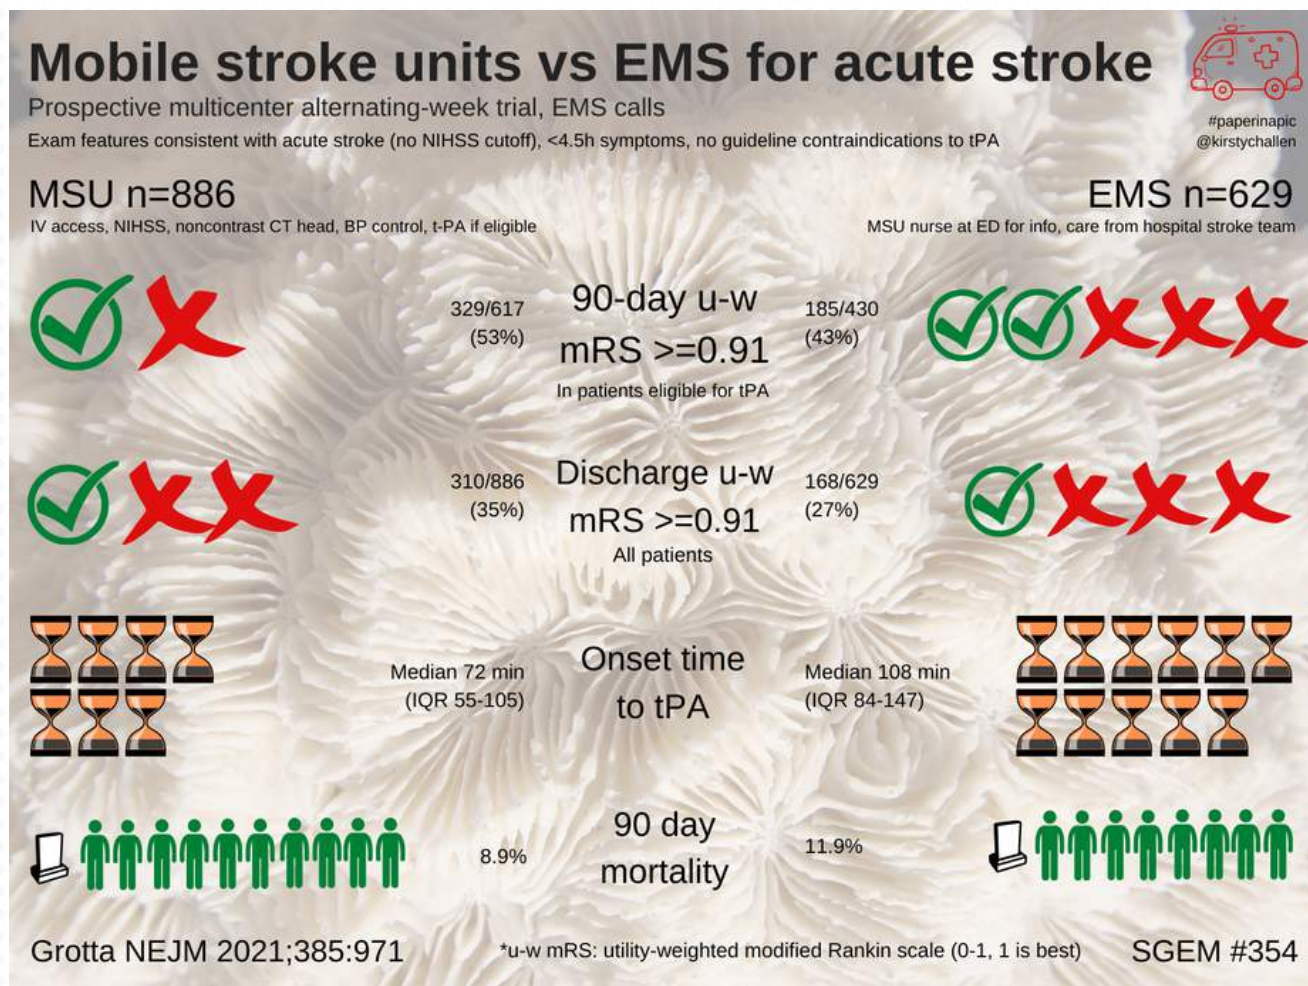 Mobile stroke units vs EMS for acute stroke
Prospective multicenter alternating-week trial, EMS calls
Exam features consistent with acute stroke (no NIHSS cutoff), <4.5h symptoms, no guideline contraindications to tPA
#paperinapic
@kirstychallen
MSU n=886
IV access, NIHSS, noncontrast CT head, BP control, t-PA if eligible
EMS n=629
MSU nurse at ED for info, care from hospital stroke team
329/617
(53%)
90-day u-w
mRS >=0.91
In patients eligible for tPA
185/430
(43%)
310/886
(35%)
Discharge u-w
mRS >=0.91
All patients
168/629
(27%)
Median 72 min
(IQR 55-105)
Onset time
to tPA
Median 108 min
(IQR 84-147)
8.9%
90 day
mortality
11.9%
Grotta NEJM 2021;385:971
*u-w mRS: utility-weighted modified Rankin scale (0-1, 1 is best)
SGEM #354